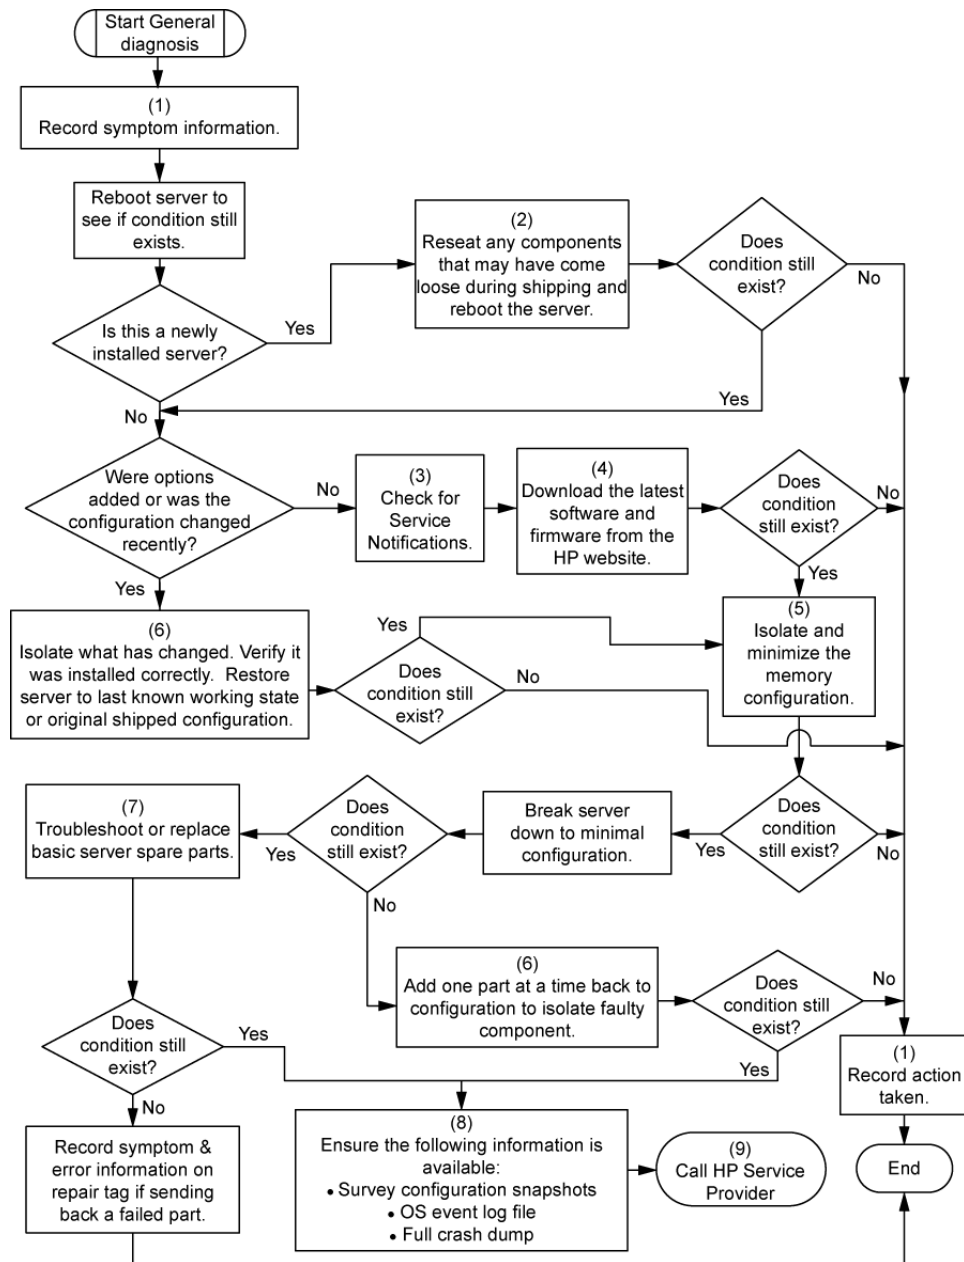 Start General
diagnosis
(1)
Record symptom information.
Reboot server to
see if condition still
exists.
Is this a newly
installed server?
Yes
No
(2)
Reseat any components
that may have come
loose during shipping and
reboot the server.
Does
condition still
exist?
No
Yes
Were options
added or was the
configuration changed
recently?
No
Yes
(3)
Check for
Service
Notifications.
(4)
Download the latest
software and
firmware from the
HP website.
Does
condition
still exist?
No
Yes
(5)
Isolate and
minimize the
memory
configuration.
(6)
Isolate what has changed. Verify it
was installed correctly. Restore
server to last known working state
or original shipped configuration.
Does
condition still
exist?
Yes
No
Does
condition
still exist?
No
Yes
Break server
down to minimal
configuration.
Does
condition
still exist?
Yes
No
(7)
Troubleshoot or replace
basic server spare parts.
(6)
Add one part at a time back to
configuration to isolate faulty
component.
Does
condition still
exist?
No
Yes
Does
condition still
exist?
Yes
No
Record symptom &
error information on
repair tag if sending
back a failed part.
(8)
Ensure the following information is
available:
• Survey configuration snapshots
• OS event log file
• Full crash dump
(9)
Call HP Service
Provider
(1)
Record action
taken.
End